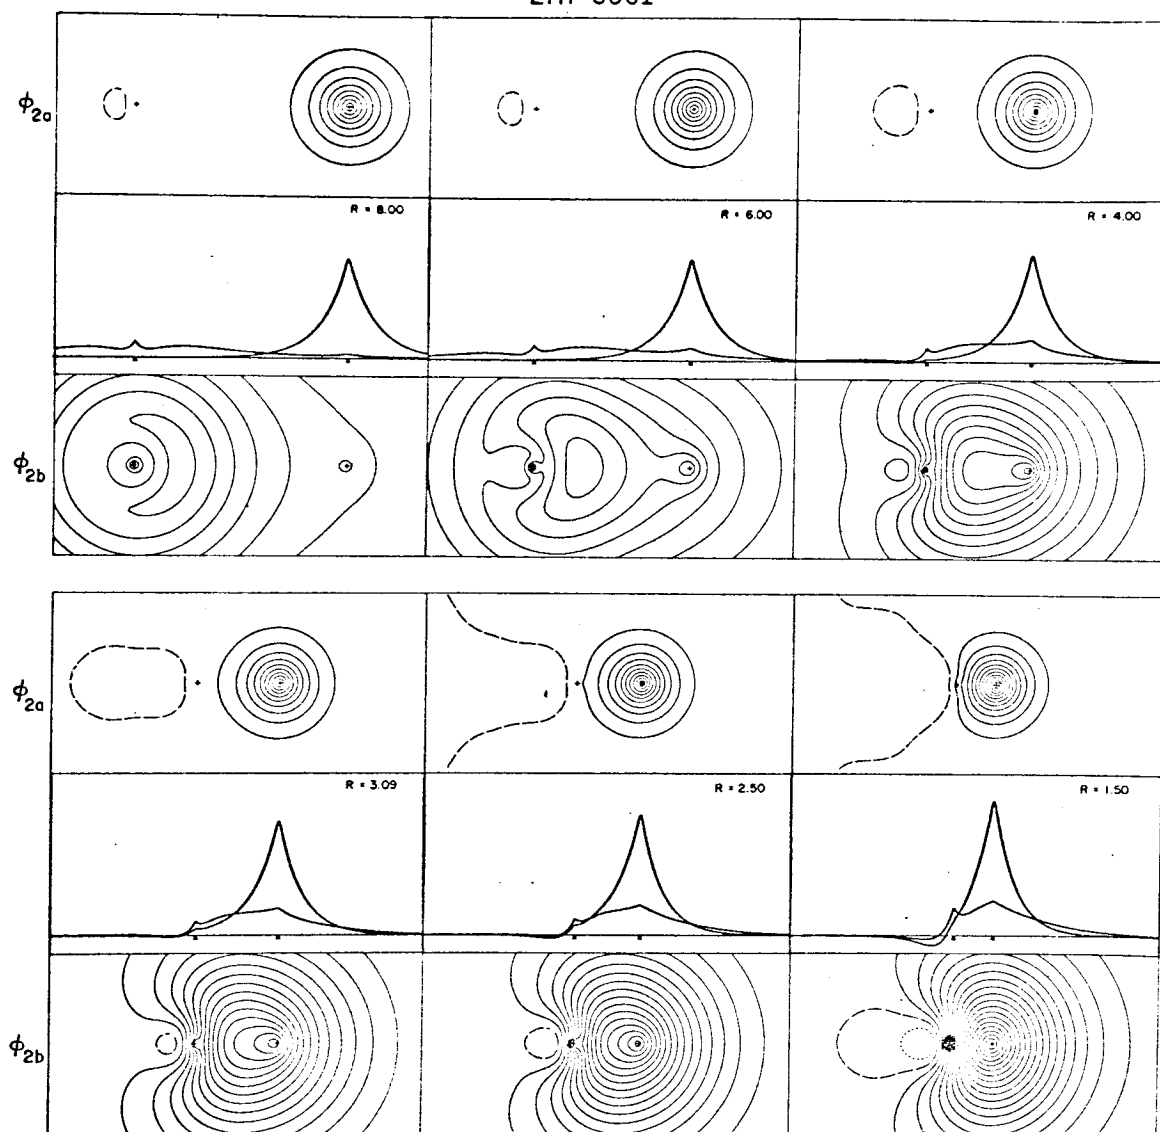 ϕ2a
R = 8.00
R = 6.00
R = 4.00
ϕ2b
ϕ2a
R = 3.09
R = 2.50
R = 1.50
ϕ2b